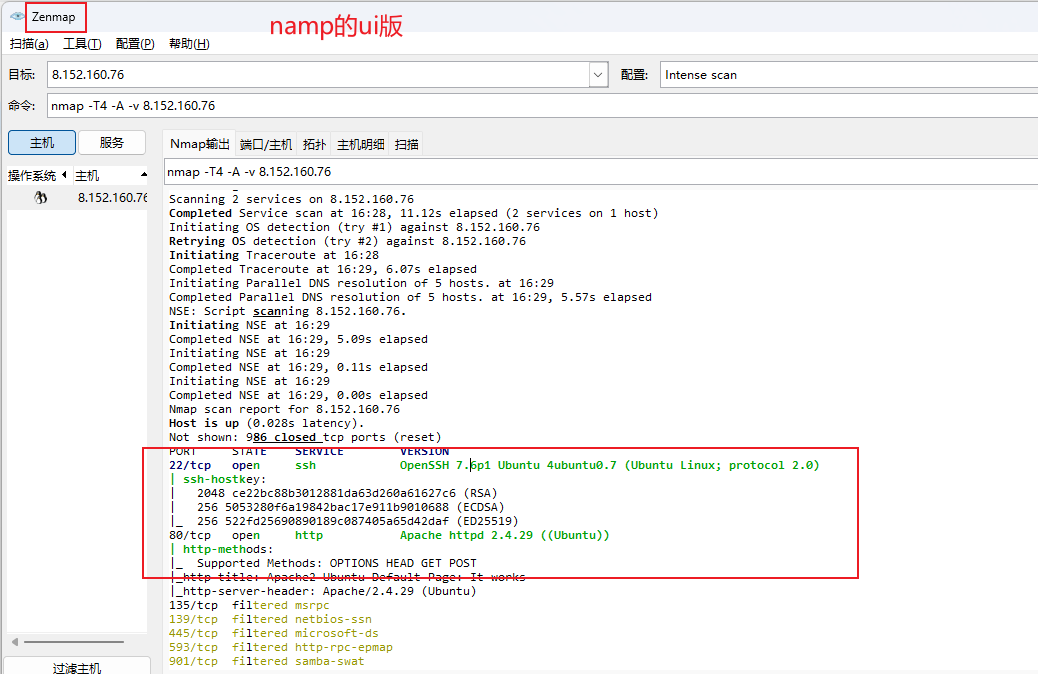 Zenmap
namp的ui版
扫描(a) 工具(T) 配置(P) 帮助(H)
目标: 8.152.160.76 配置: Intense scan
命令: nmap -T4 -A -v 8.152.160.76
主机 服务 Nmap输出 端口/主机 拓扑 主机明细 扫描
操作系统 主机
nmap -T4 -A -v 8.152.160.76
8.152.160.76
Scanning 2 services on 8.152.160.76
Completed Service scan at 16:28, 11.12s elapsed (2 services on 1 host)
Initiating OS detection (try #1) against 8.152.160.76
Retrying OS detection (try #2) against 8.152.160.76
Initiating Traceroute at 16:28
Completed Traceroute at 16:29, 6.07s elapsed
Initiating Parallel DNS resolution of 5 hosts. at 16:29
Completed Parallel DNS resolution of 5 hosts. at 16:29, 5.57s elapsed
NSE: Script scanning 8.152.160.76.
Initiating NSE at 16:29
Completed NSE at 16:29, 5.09s elapsed
Initiating NSE at 16:29
Completed NSE at 16:29, 0.11s elapsed
Initiating NSE at 16:29
Completed NSE at 16:29, 0.00s elapsed
Nmap scan report for 8.152.160.76
Host is up (0.028s latency).
Not shown: 986 closed tcp ports (reset)
PORT STATE SERVICE VERSION
22/tcp open ssh OpenSSH 7.6p1 Ubuntu 4ubuntu0.7 (Ubuntu Linux; protocol 2.0)
| ssh-hostkey:
| 2048 ce22bc88b3012881da63d260a61627c6 (RSA)
| 256 5053280f6a19842bac17e911b9010688 (ECDSA)
|_ 256 522fd25690890189c087405a65d42daf (ED25519)
80/tcp open http Apache httpd 2.4.29 ((Ubuntu))
| http-methods:
|_ Supported Methods: OPTIONS HEAD GET POST
|_http-title: Apache2 Ubuntu Default Page: It works
|_http-server-header: Apache/2.4.29 (Ubuntu)
135/tcp filtered msrpc
139/tcp filtered netbios-ssn
445/tcp filtered microsoft-ds
593/tcp filtered http-rpc-epmap
901/tcp filtered samba-swat
过滤主机